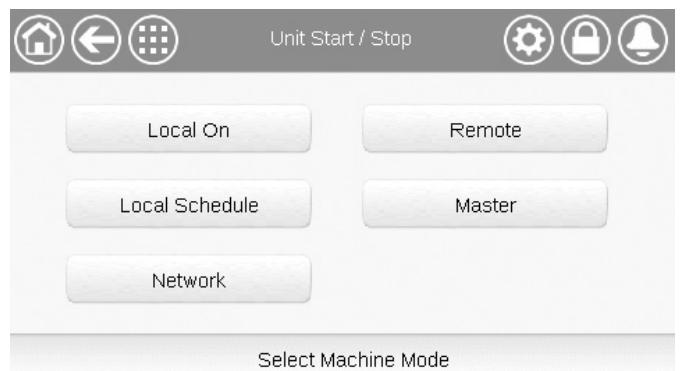 Unit Start / Stop
Local On
Remote
Local Schedule
Master
Network
Select Machine Mode